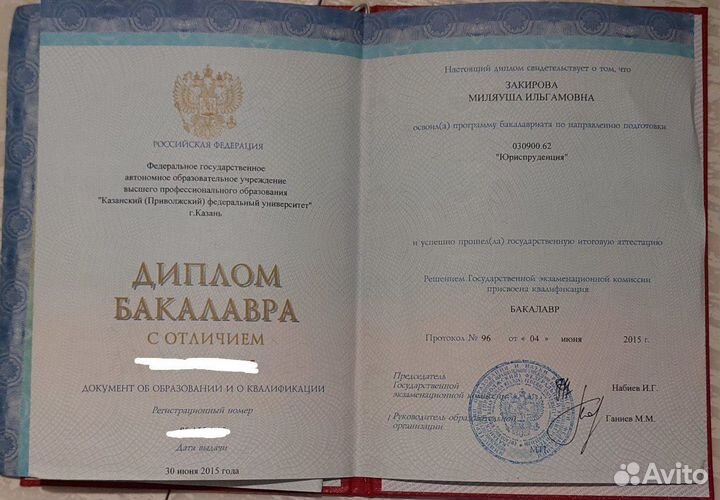 РОССИЙСКАЯ ФЕДЕРАЦИЯ
Федеральное государственное
автономное образовательное учреждение
высшего профессионального образования
"Казанский (Приволжский) федеральный университет"
г.Казань
ДИПЛОМ
БАКАЛАВРА
С ОТЛИЧИЕМ
ДОКУМЕНТ ОБ ОБРАЗОВАНИИ И О КВАЛИФИКАЦИИ
Регистрационный номер
Дата выдачи
30 июня 2015 года
Настоящий диплом свидетельствует о том, что
ЗАКИРОВА
МИЛЯУША ИЛЬГАМОВНА
освоил(а) программу бакалавриата по направлению подготовки
030900.62
"Юриспруденция"
и успешно прошел(ла) государственную итоговую аттестацию
Решением Государственной экзаменационной комиссии
присвоена квалификация
БАКАЛАВР
Протокол № 96 от « 04 » июня 2015 г.
Председатель
Государственной
экзаменационной комиссии Набиев И.Г.
Руководитель образовательной
организации Ганиев М.М.
М.П.
Avito